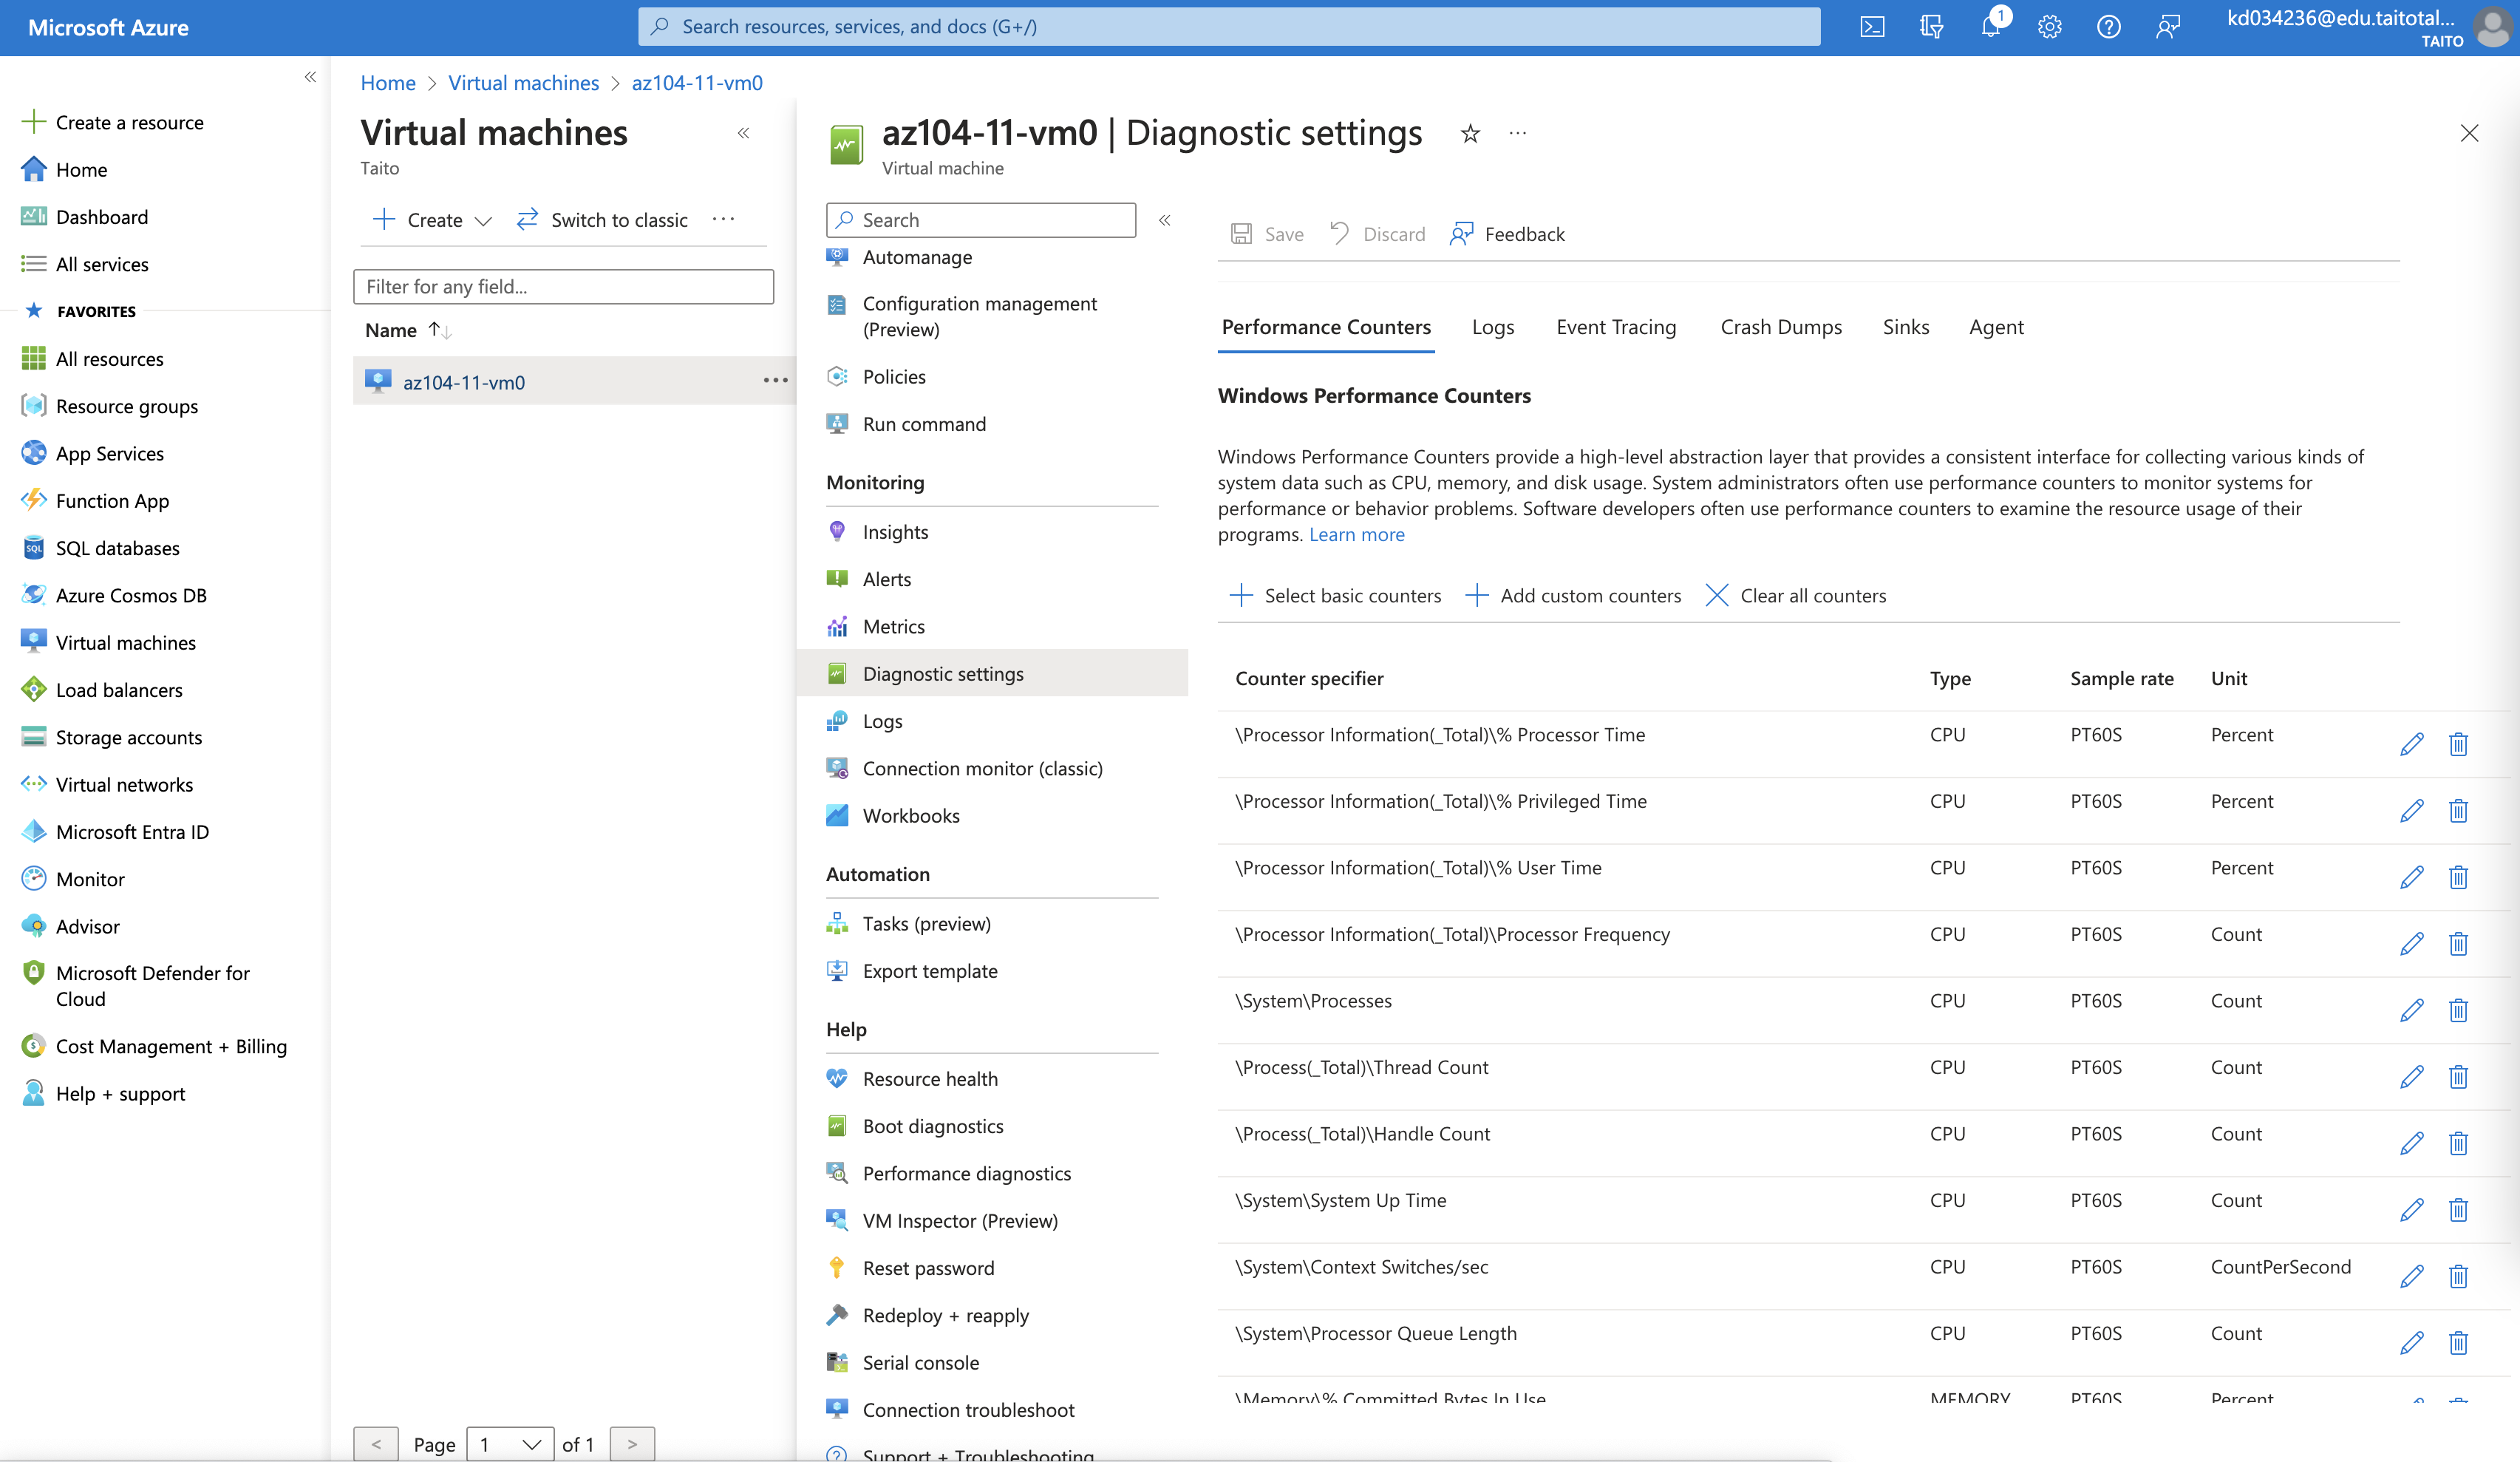 Microsoft Azure
Search resources, services, and docs (G+/)
1
kd034236@edu.taitotal...
TAITO
Create a resource
Home
Dashboard
All services
FAVORITES
All resources
Resource groups
App Services
Function App
SQL
SQL databases
Azure Cosmos DB
Virtual machines
Load balancers
Storage accounts
Virtual networks
Microsoft Entra ID
Monitor
Advisor
Microsoft Defender for
Cloud
Cost Management + Billing
Help + support
Home > Virtual machines > az104-11-vm0
Virtual machines
Taito
Create
Switch to classic
Filter for any field...
Name
az104-11-vm0
< Page 1 of 1 >
az104-11-vm0 | Diagnostic settings
Virtual machine
Search
Automanage
Configuration management
(Preview)
Policies
Run command
Monitoring
Insights
Alerts
Metrics
Diagnostic settings
Logs
Connection monitor (classic)
Workbooks
Automation
Tasks (preview)
Export template
Help
Resource health
Boot diagnostics
Performance diagnostics
VM Inspector (Preview)
Reset password
Redeploy + reapply
Serial console
Connection troubleshoot
Support + Troubleshooting
Save Discard Feedback
Performance Counters Logs Event Tracing Crash Dumps Sinks Agent
Windows Performance Counters
Windows Performance Counters provide a high-level abstraction layer that provides a consistent interface for collecting various kinds of
system data such as CPU, memory, and disk usage. System administrators often use performance counters to monitor systems for
performance or behavior problems. Software developers often use performance counters to examine the resource usage of their
programs. Learn more
Select basic counters Add custom counters Clear all counters
Counter specifier Type Sample rate Unit
\Processor Information(_Total)\% Processor Time CPU PT60S Percent
\Processor Information(_Total)\% Privileged Time CPU PT60S Percent
\Processor Information(_Total)\% User Time CPU PT60S Percent
\Processor Information(_Total)\Processor Frequency CPU PT60S Count
\System\Processes CPU PT60S Count
\Process(_Total)\Thread Count CPU PT60S Count
\Process(_Total)\Handle Count CPU PT60S Count
\System\System Up Time CPU PT60S Count
\System\Context Switches/sec CPU PT60S CountPerSecond
\System\Processor Queue Length CPU PT60S Count
\Memory\% Committed Bytes In Use MEMORY PT60S Percent